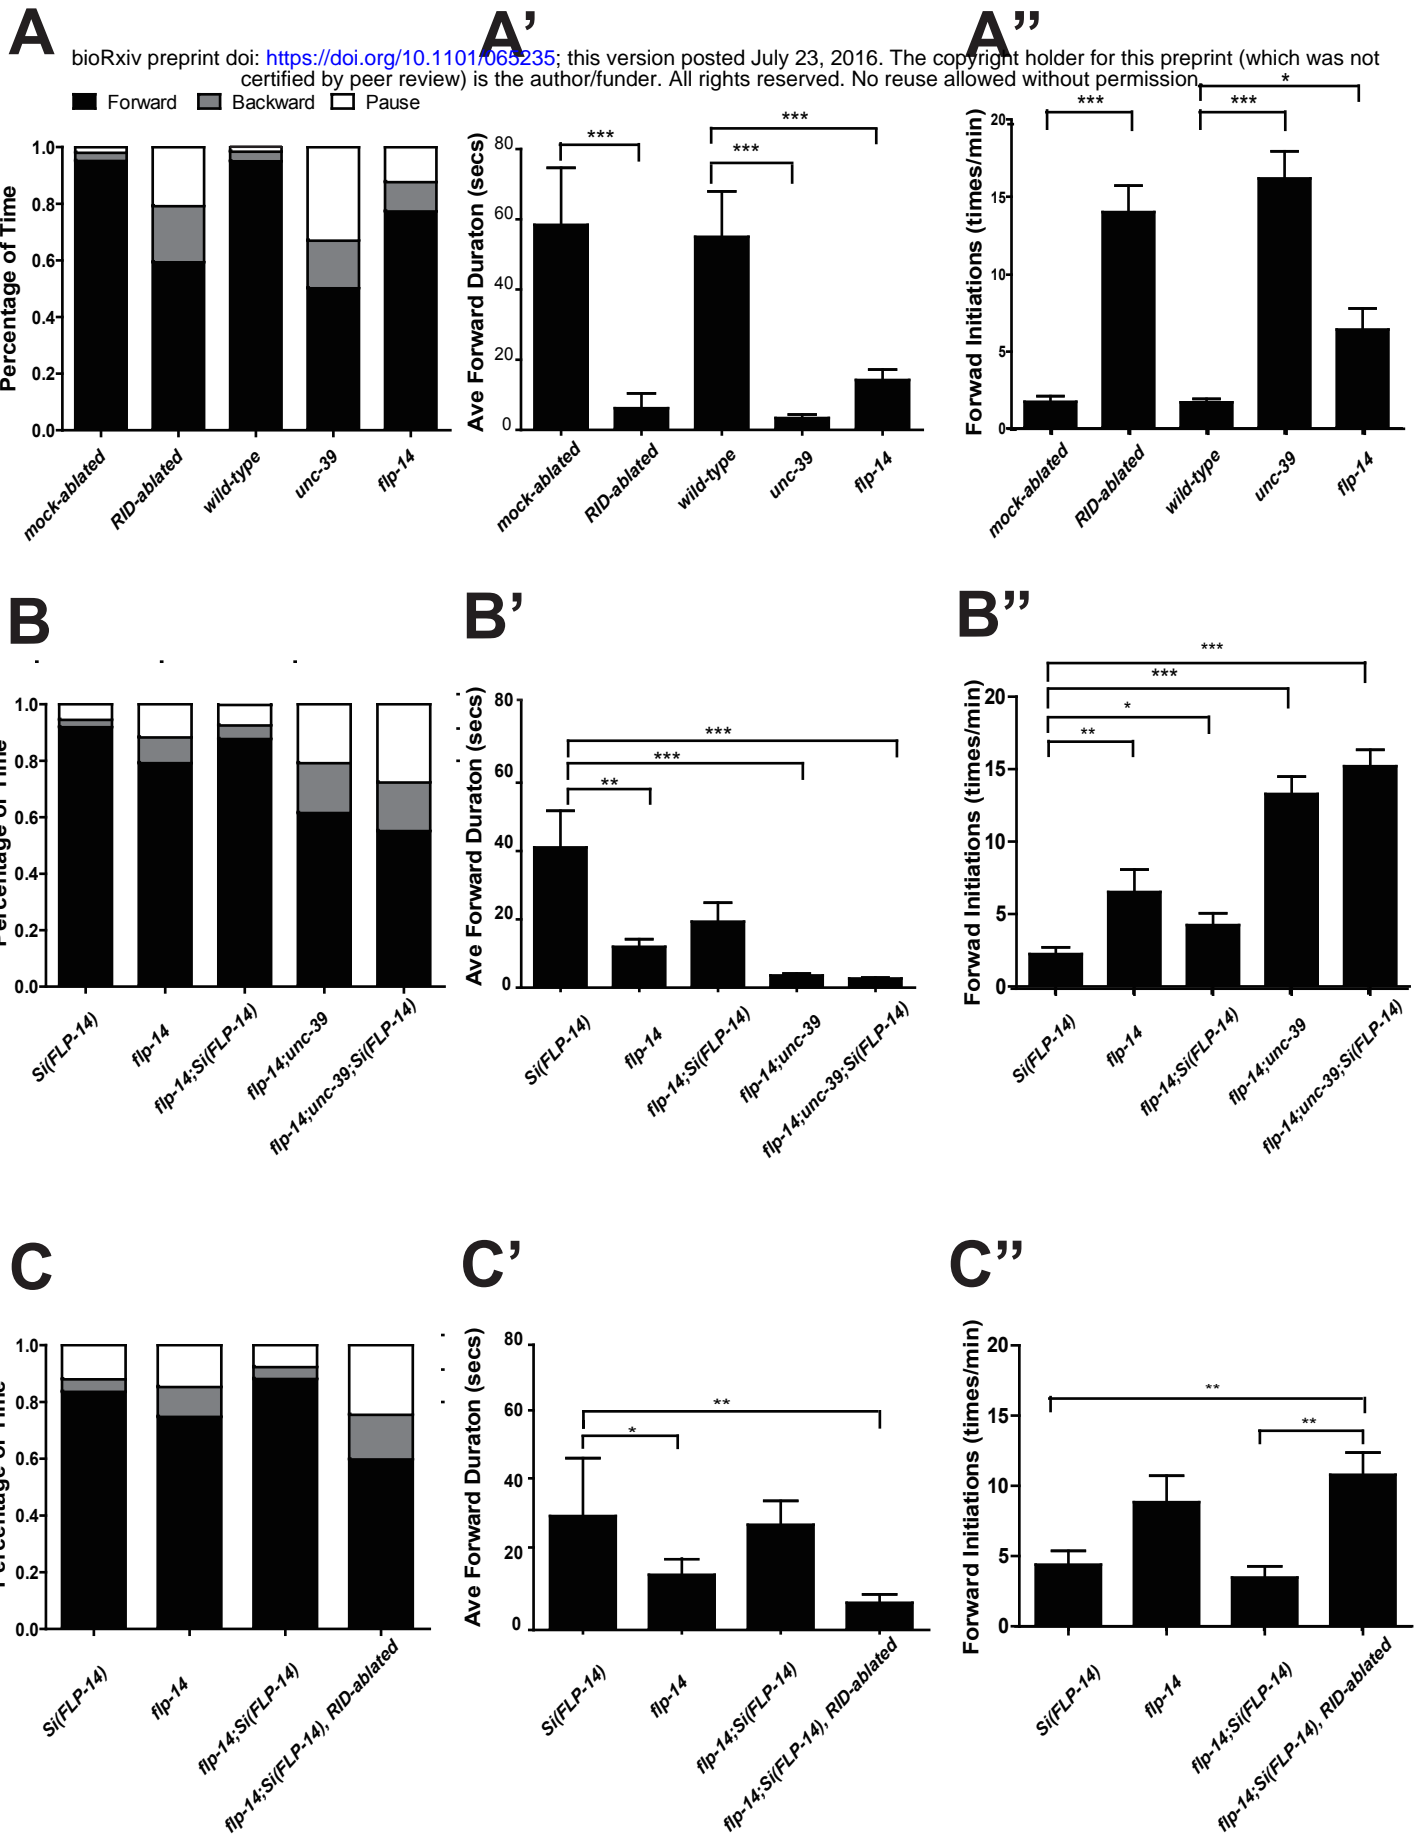 A A’ A”
bioRxiv preprint doi: https://doi.org/10.1101/065235; this version posted July 23, 2016. The copyright holder for this preprint (which was not
certified by peer review) is the author/funder. All rights reserved. No reuse allowed without permission.
Forward Backward Pause
Percentage of Time
1.0
0.8
0.6
0.4
0.2
0.0
mock-ablated
RID-ablated
wild-type
unc-39
flp-14
Ave Forward Duraton (secs)
80
60
40
20
0
***
***
***
mock-ablated
RID-ablated
wild-type
unc-39
flp-14
Forwad Initiations (times/min)
20
15
10
5
0
***
***
*
mock-ablated
RID-ablated
wild-type
unc-39
flp-14
B
Percentage of Time
1.0
0.8
0.6
0.4
0.2
0.0
Si(FLP-14)
flp-14
flp-14;Si(FLP-14)
flp-14;unc-39
flp-14;unc-39;Si(FLP-14)
B’
Ave Forward Duraton (secs)
80
60
40
20
0
***
***
**
Si(FLP-14)
flp-14
flp-14;Si(FLP-14)
flp-14;unc-39
flp-14;unc-39;Si(FLP-14)
B”
Forwad Initiations (times/min)
20
15
10
5
0
***
***
*
**
Si(FLP-14)
flp-14
flp-14;Si(FLP-14)
flp-14;unc-39
flp-14;unc-39;Si(FLP-14)
C
Percentage of Time
1.0
0.8
0.6
0.4
0.2
0.0
Si(FLP-14)
flp-14
flp-14;Si(FLP-14)
flp-14;Si(FLP-14), RID-ablated
C’
Ave Forward Duraton (secs)
80
60
40
20
0
**
*
Si(FLP-14)
flp-14
flp-14;Si(FLP-14)
flp-14;Si(FLP-14), RID-ablated
C”
Forward Initiations (times/min)
20
15
10
5
0
**
**
Si(FLP-14)
flp-14
flp-14;Si(FLP-14)
flp-14;Si(FLP-14), RID-ablated